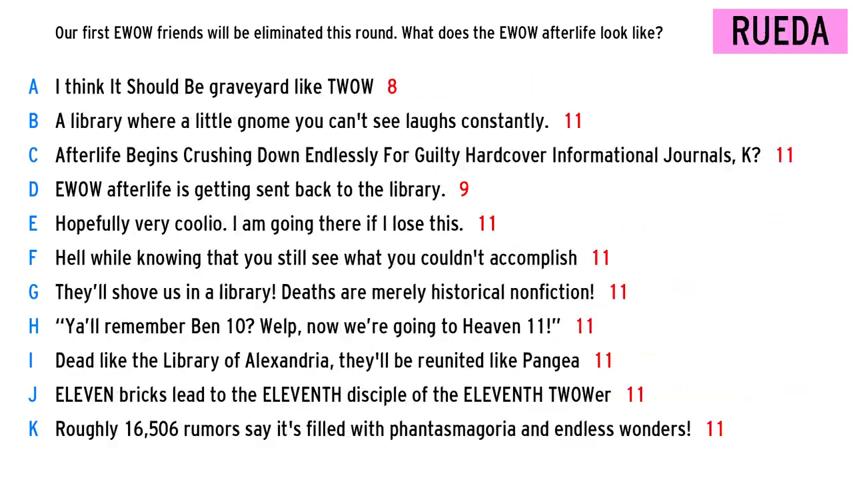 Our first EWOW friends will be eliminated this round. What does the EWOW afterlife look like?
RUEDA
A I think It Should Be graveyard like TWOW 8
B A library where a little gnome you can't see laughs constantly. 11
C Afterlife Begins Crushing Down Endlessly For Guilty Hardcover Informational Journals, K? 11
D EWOW afterlife is getting sent back to the library. 9
E Hopefully very coolio. I am going there if I lose this. 11
F Hell while knowing that you still see what you couldn't accomplish 11
G They’ll shove us in a library! Deaths are merely historical nonfiction! 11
H “Ya’ll remember Ben 10? Welp, now we’re going to Heaven 11!” 11
I Dead like the Library of Alexandria, they'll be reunited like Pangea 11
J ELEVEN bricks lead to the ELEVENTH disciple of the ELEVENTH TWOWer 11
K Roughly 16,506 rumors say it's filled with phantasmagoria and endless wonders! 11